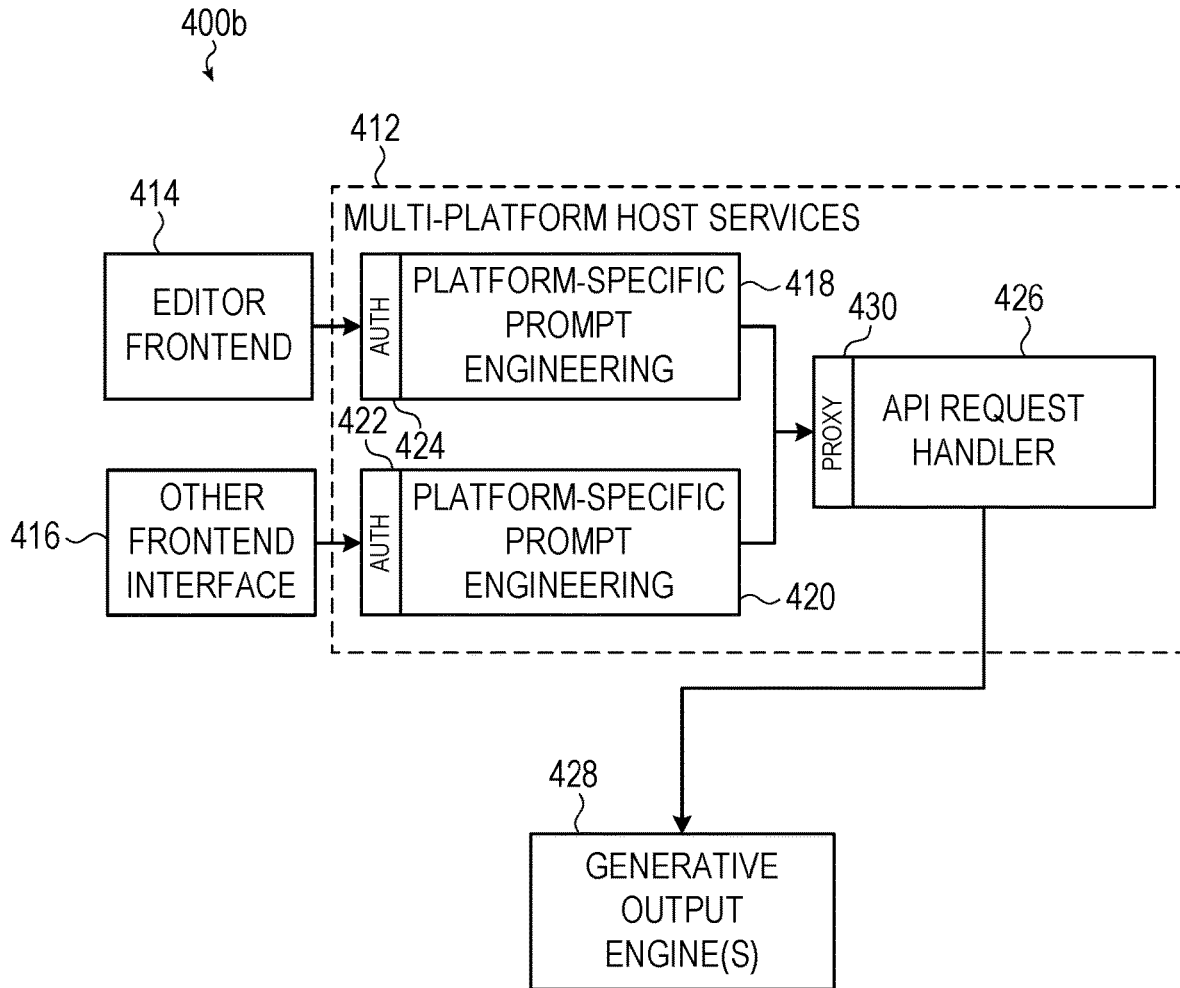 400b
412
414
MULTI-PLATFORM HOST SERVICES
EDITOR
FRONTEND
AUTH
PLATFORM-SPECIFIC
PROMPT
ENGINEERING
418
430
426
PROXY
API REQUEST
HANDLER
422
424
416
OTHER
FRONTEND
INTERFACE
AUTH
PLATFORM-SPECIFIC
PROMPT
ENGINEERING
420
428
GENERATIVE
OUTPUT
ENGINE(S)